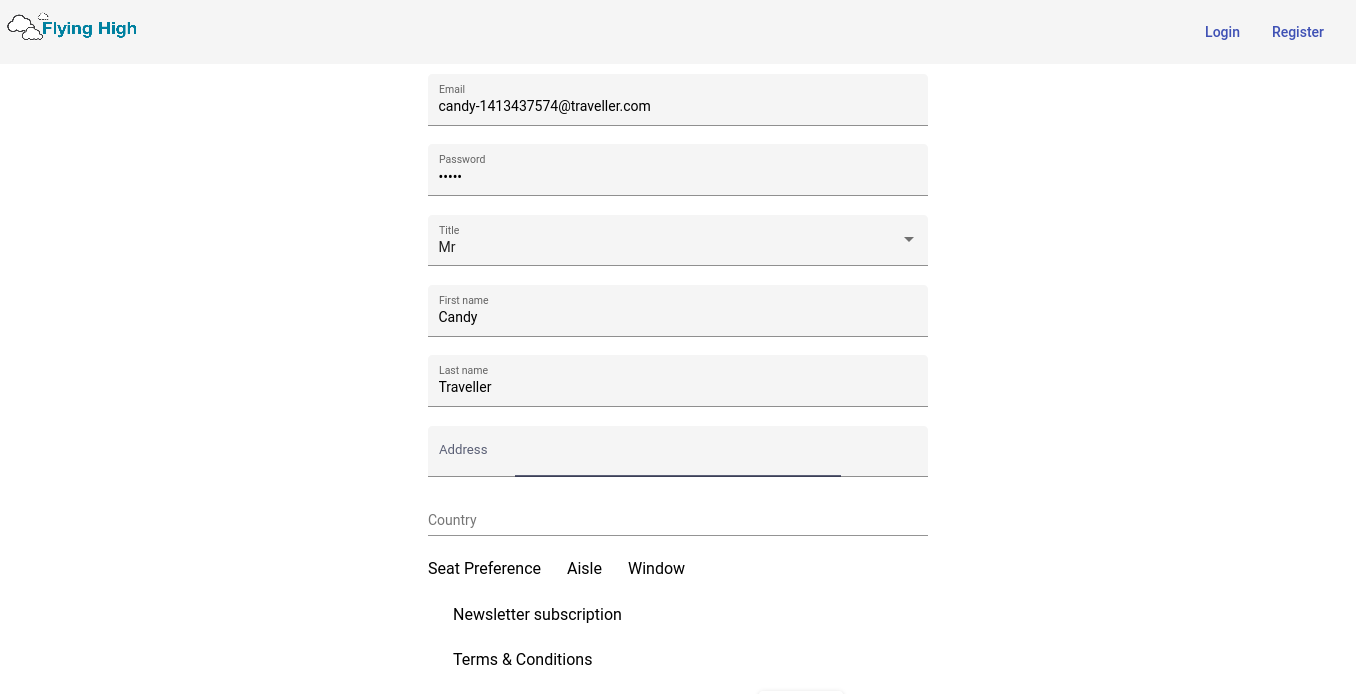 Flying High
Login Register
Email
candy-1413437574@traveller.com
Password
•••••
Title
Mr
First name
Candy
Last name
Traveller
Address
Country
Seat Preference Aisle Window
Newsletter subscription
Terms & Conditions